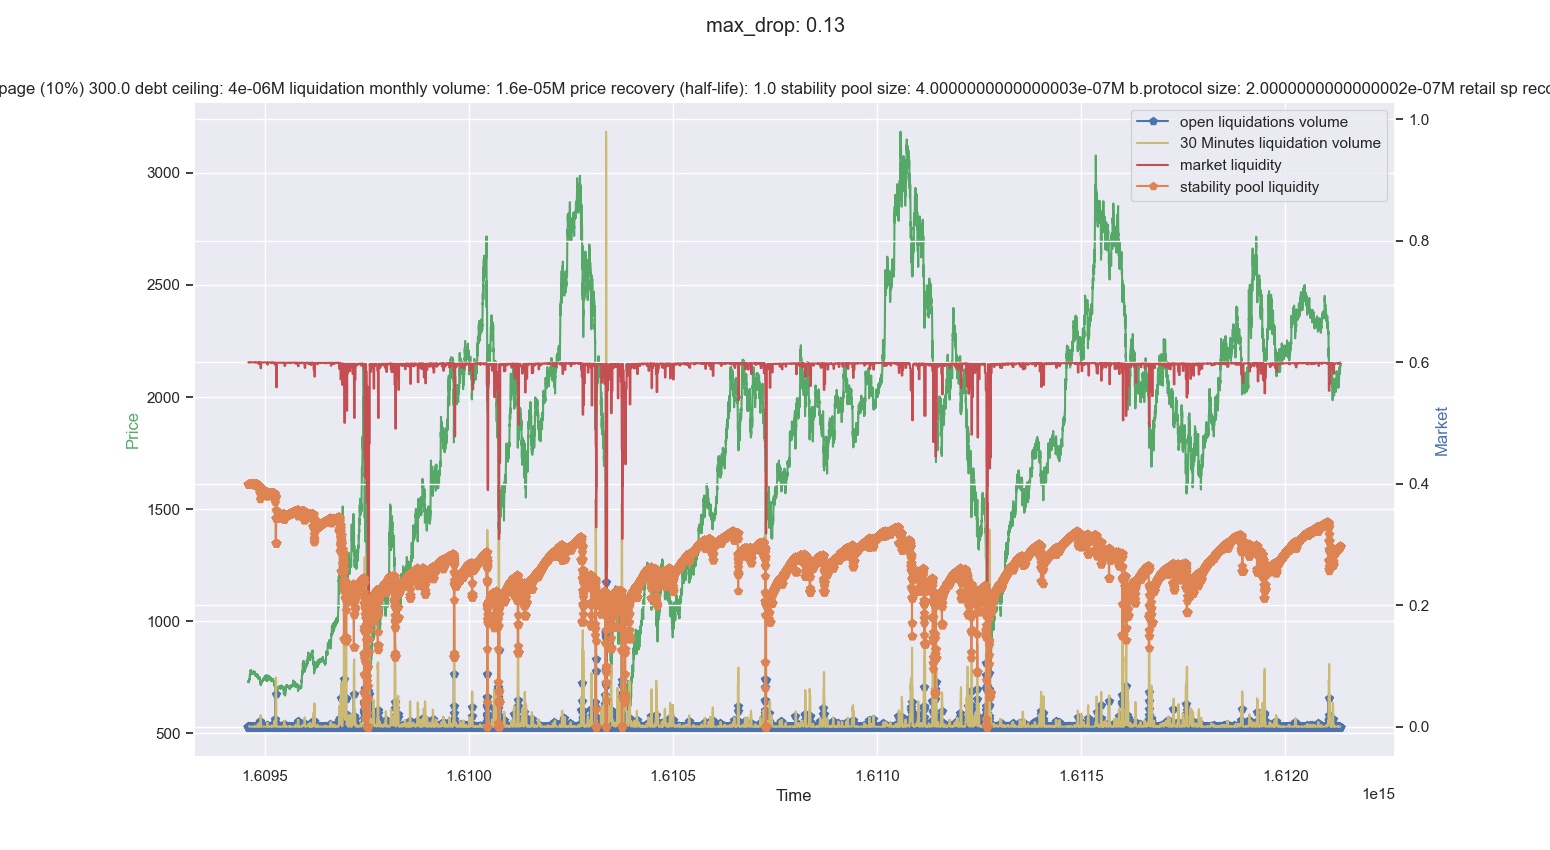 max_drop: 0.13
page (10%) 300.0 debt ceiling: 4e-06M liquidation monthly volume: 1.6e-05M price recovery (half-life): 1.0 stability pool size: 4.0000000000000003e-07M b.protocol size: 2.0000000000000002e-07M retail sp reco
open liquidations volume
30 Minutes liquidation volume
market liquidity
stability pool liquidity
3000
2500
2000
1500
1000
500
Price
1.0
0.8
0.6
0.4
0.2
0.0
Market
1.6095
1.6100
1.6105
1.6110
1.6115
1.6120
1e15
Time